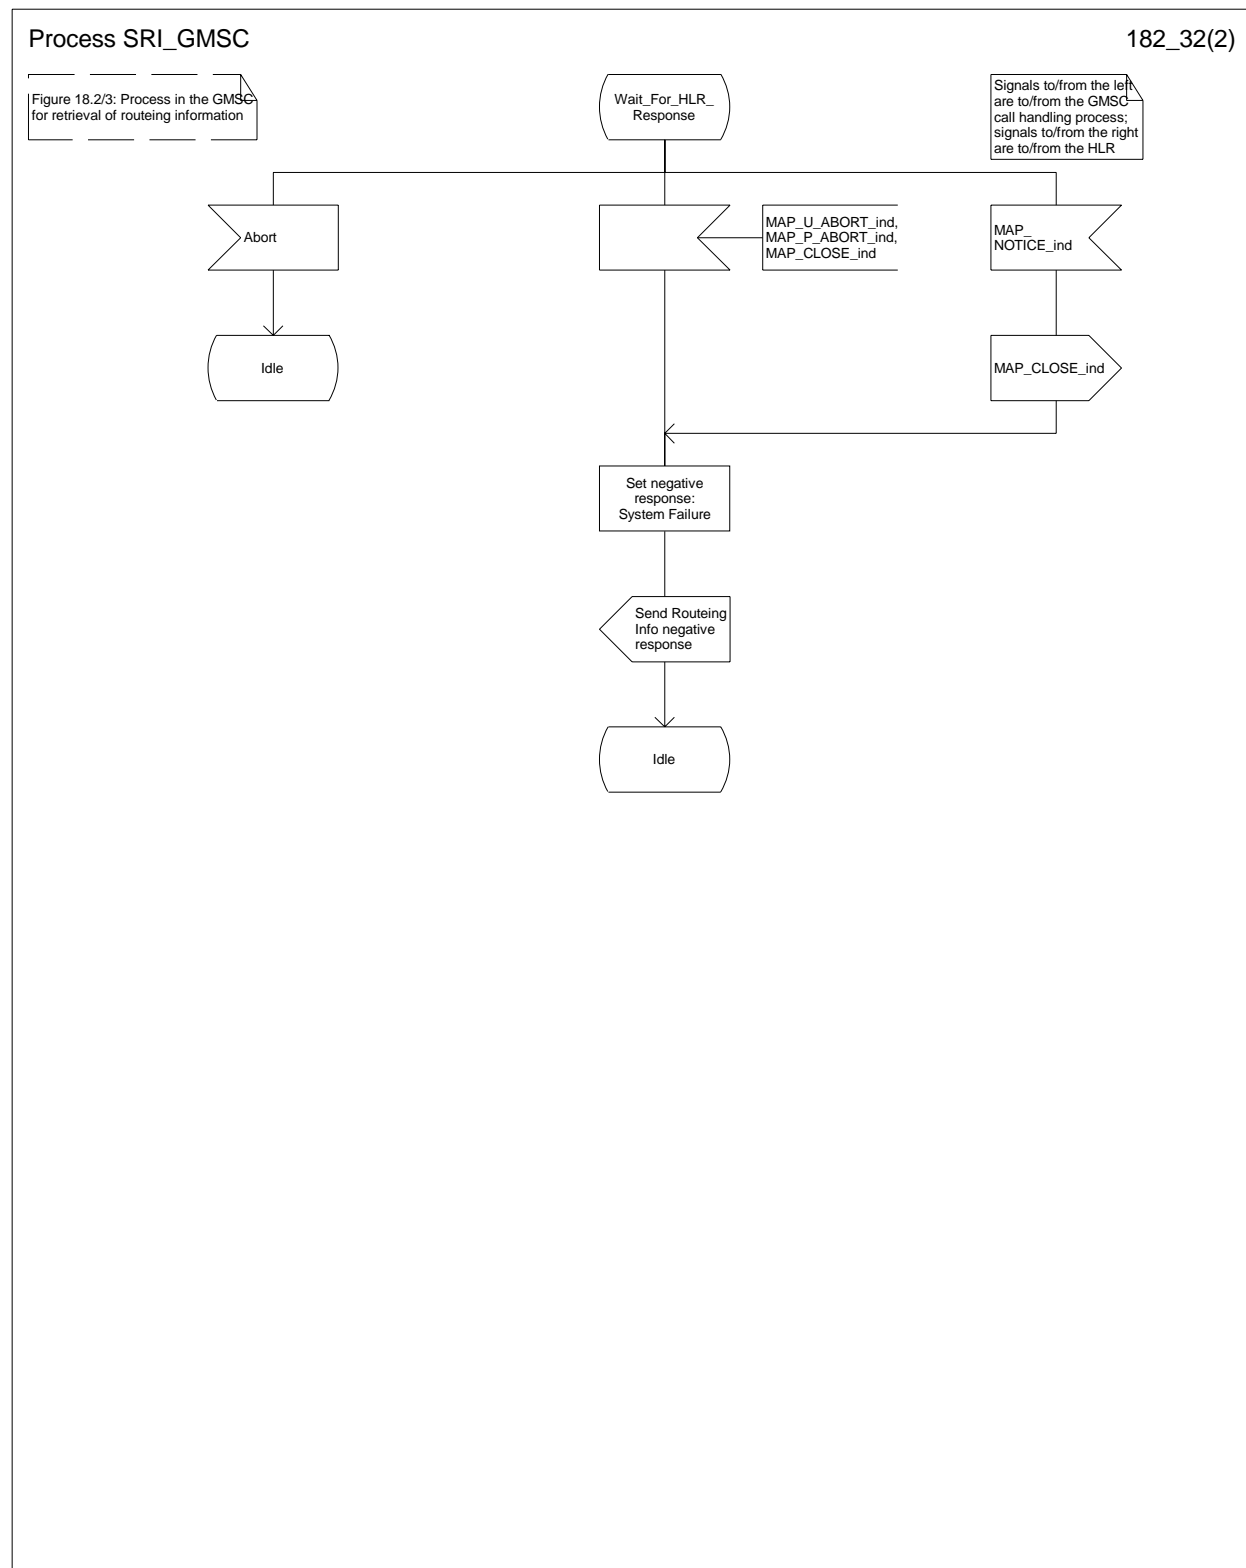 Process SRI_GMSC
182_32(2)
Figure 18.2/3: Process in the GMSC
for retrieval of routeing information
Wait_For_HLR_
Response
Signals to/from the left
are to/from the GMSC
call handling process;
signals to/from the right
are to/from the HLR
Abort
MAP_U_ABORT_ind,
MAP_P_ABORT_ind,
MAP_CLOSE_ind
MAP_
NOTICE_ind
Idle
MAP_CLOSE_ind
Set negative
response:
System Failure
Send Routeing
Info negative
response
Idle